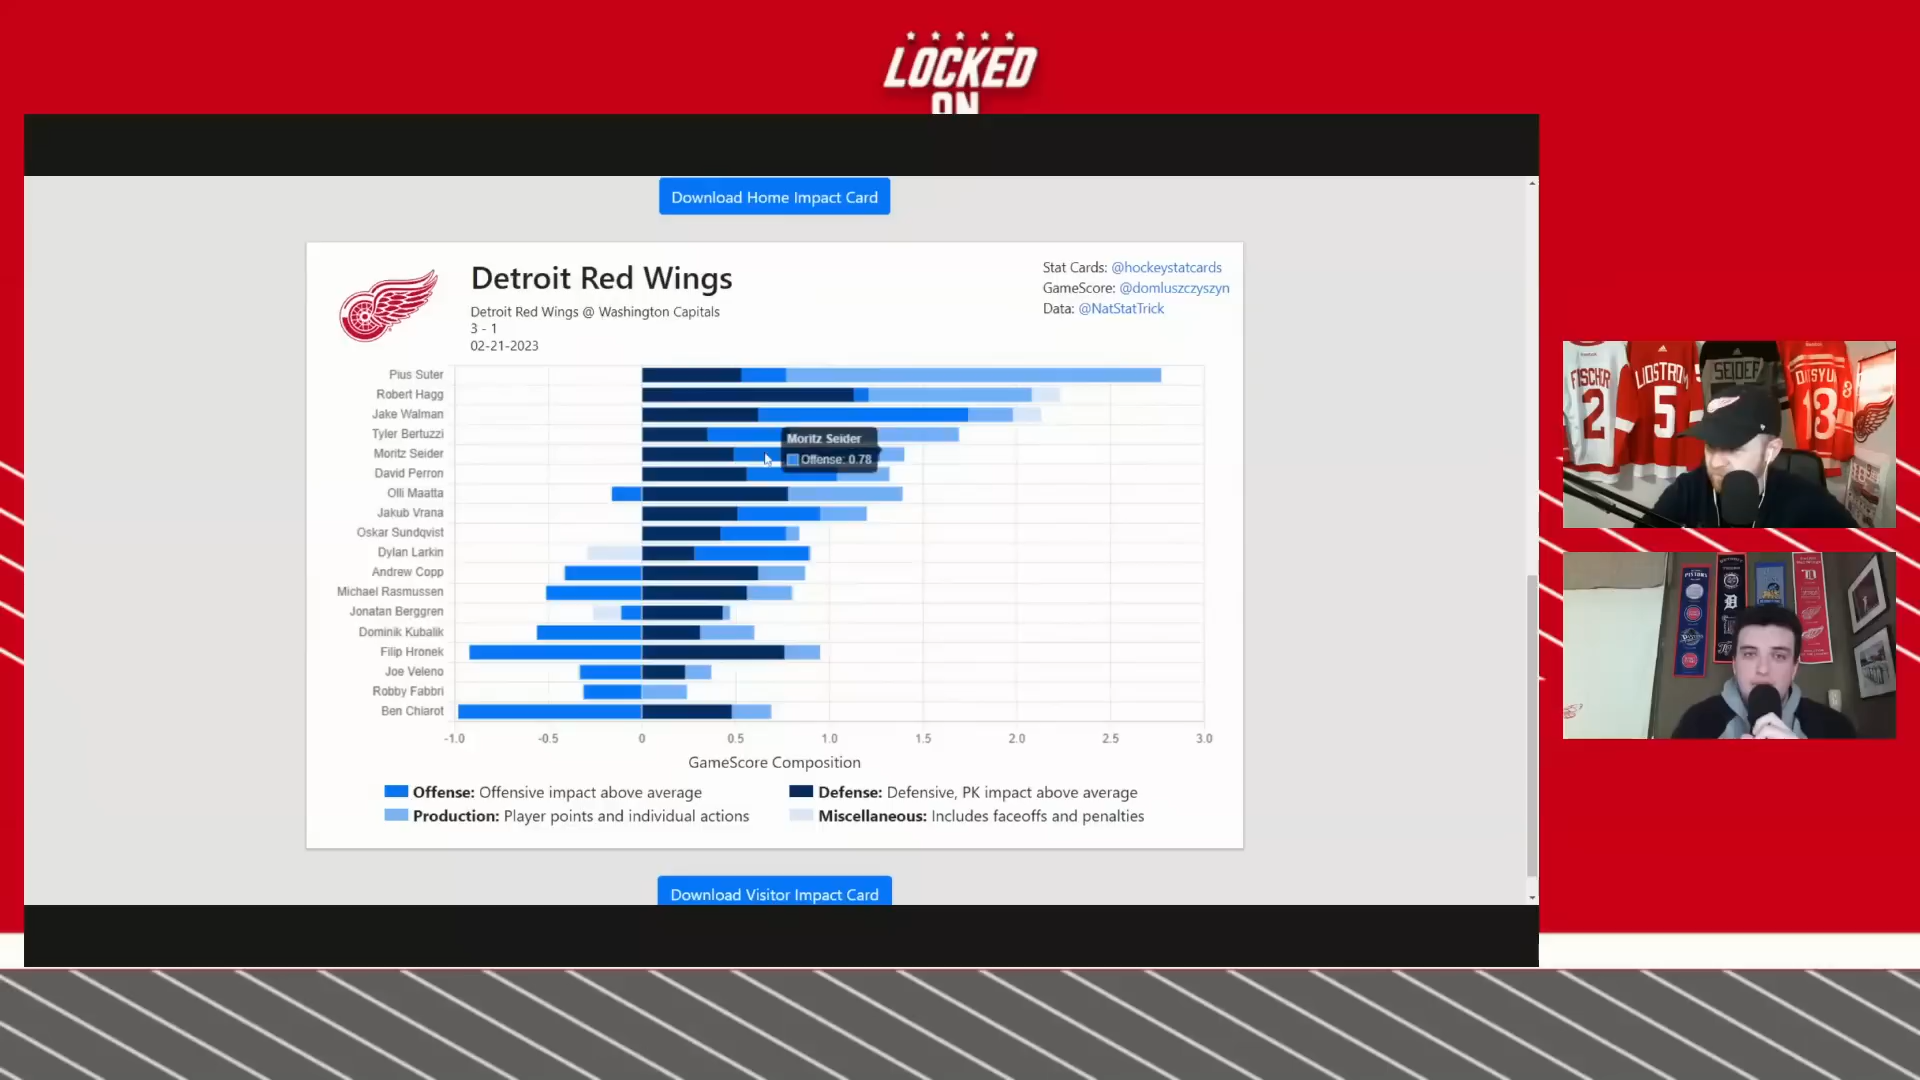 LOCKED
ON
Download Home Impact Card
Detroit Red Wings
Detroit Red Wings @ Washington Capitals
3 - 1
02-21-2023
Stat Cards: @hockeystatcards
GameScore: @domluszczyszyn
Data: @NatStatTrick
Pius Suter
Robert Hagg
Jake Walman
Tyler Bertuzzi
Moritz Seider
David Perron
Olli Maatta
Jakub Vrana
Oskar Sundqvist
Dylan Larkin
Andrew Copp
Michael Rasmussen
Jonatan Berggren
Dominik Kubalik
Filip Hronek
Joe Veleno
Robby Fabbri
Ben Chiarot
Moritz Seider
Offense: 0.78
-1.0 -0.5 0 0.5 1.0 1.5 2.0 2.5 3.0
GameScore Composition
Offense: Offensive impact above average
Defense: Defensive, PK impact above average
Production: Player points and individual actions
Miscellaneous: Includes faceoffs and penalties
Download Visitor Impact Card
2
LIDSTROM
5
SEIDER
13
PISTONS